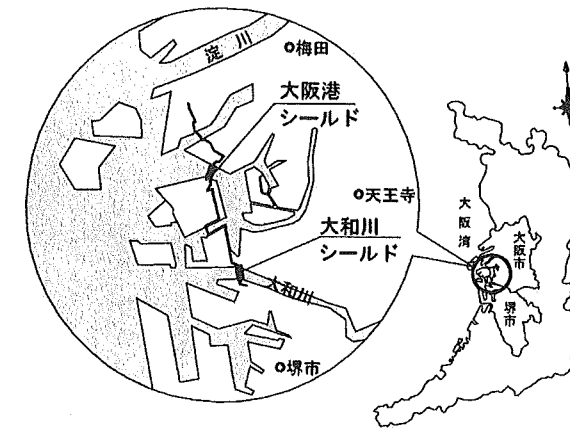 淀川
梅田
大阪港
シールド
天王寺
大和川
シールド
大和川
堺市
大阪湾
大阪市
堺市